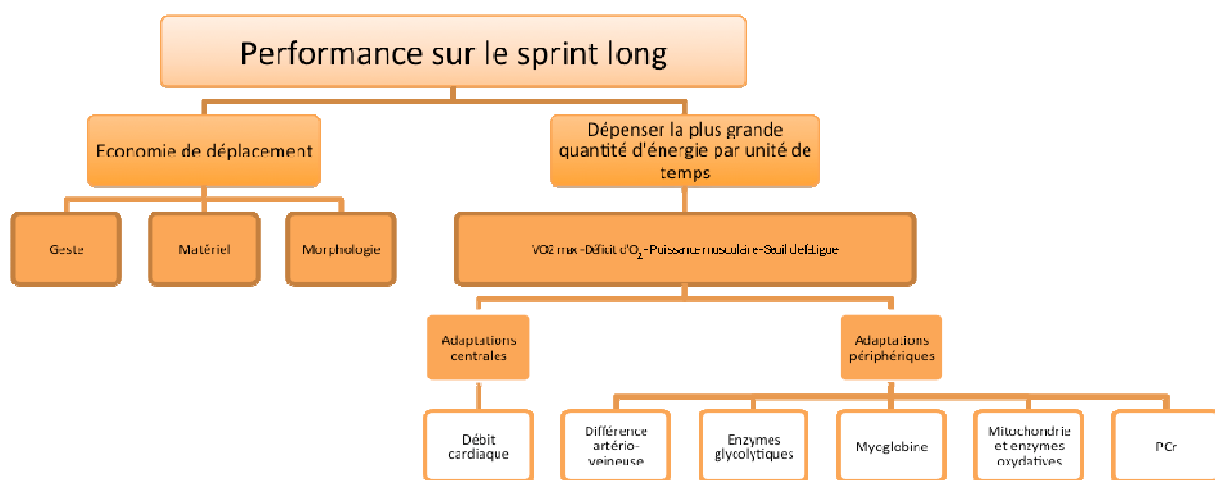 Performance sur le sprint long
Economie de déplacement
Dépenser la plus grande
quantité d'énergie par unité de
temps
Geste
Matériel
Morphologie
VO2 max - Déficit d'O2 - Puissance musculaire - Seuil de fatigue
Adaptations
centrales
Adaptations
périphériques
Débit
cardiaque
Différence
artério-
veineuse
Enzymes
glycolytiques
Myoglobine
Mitochondrie
et enzymes
oxydatives
PCr